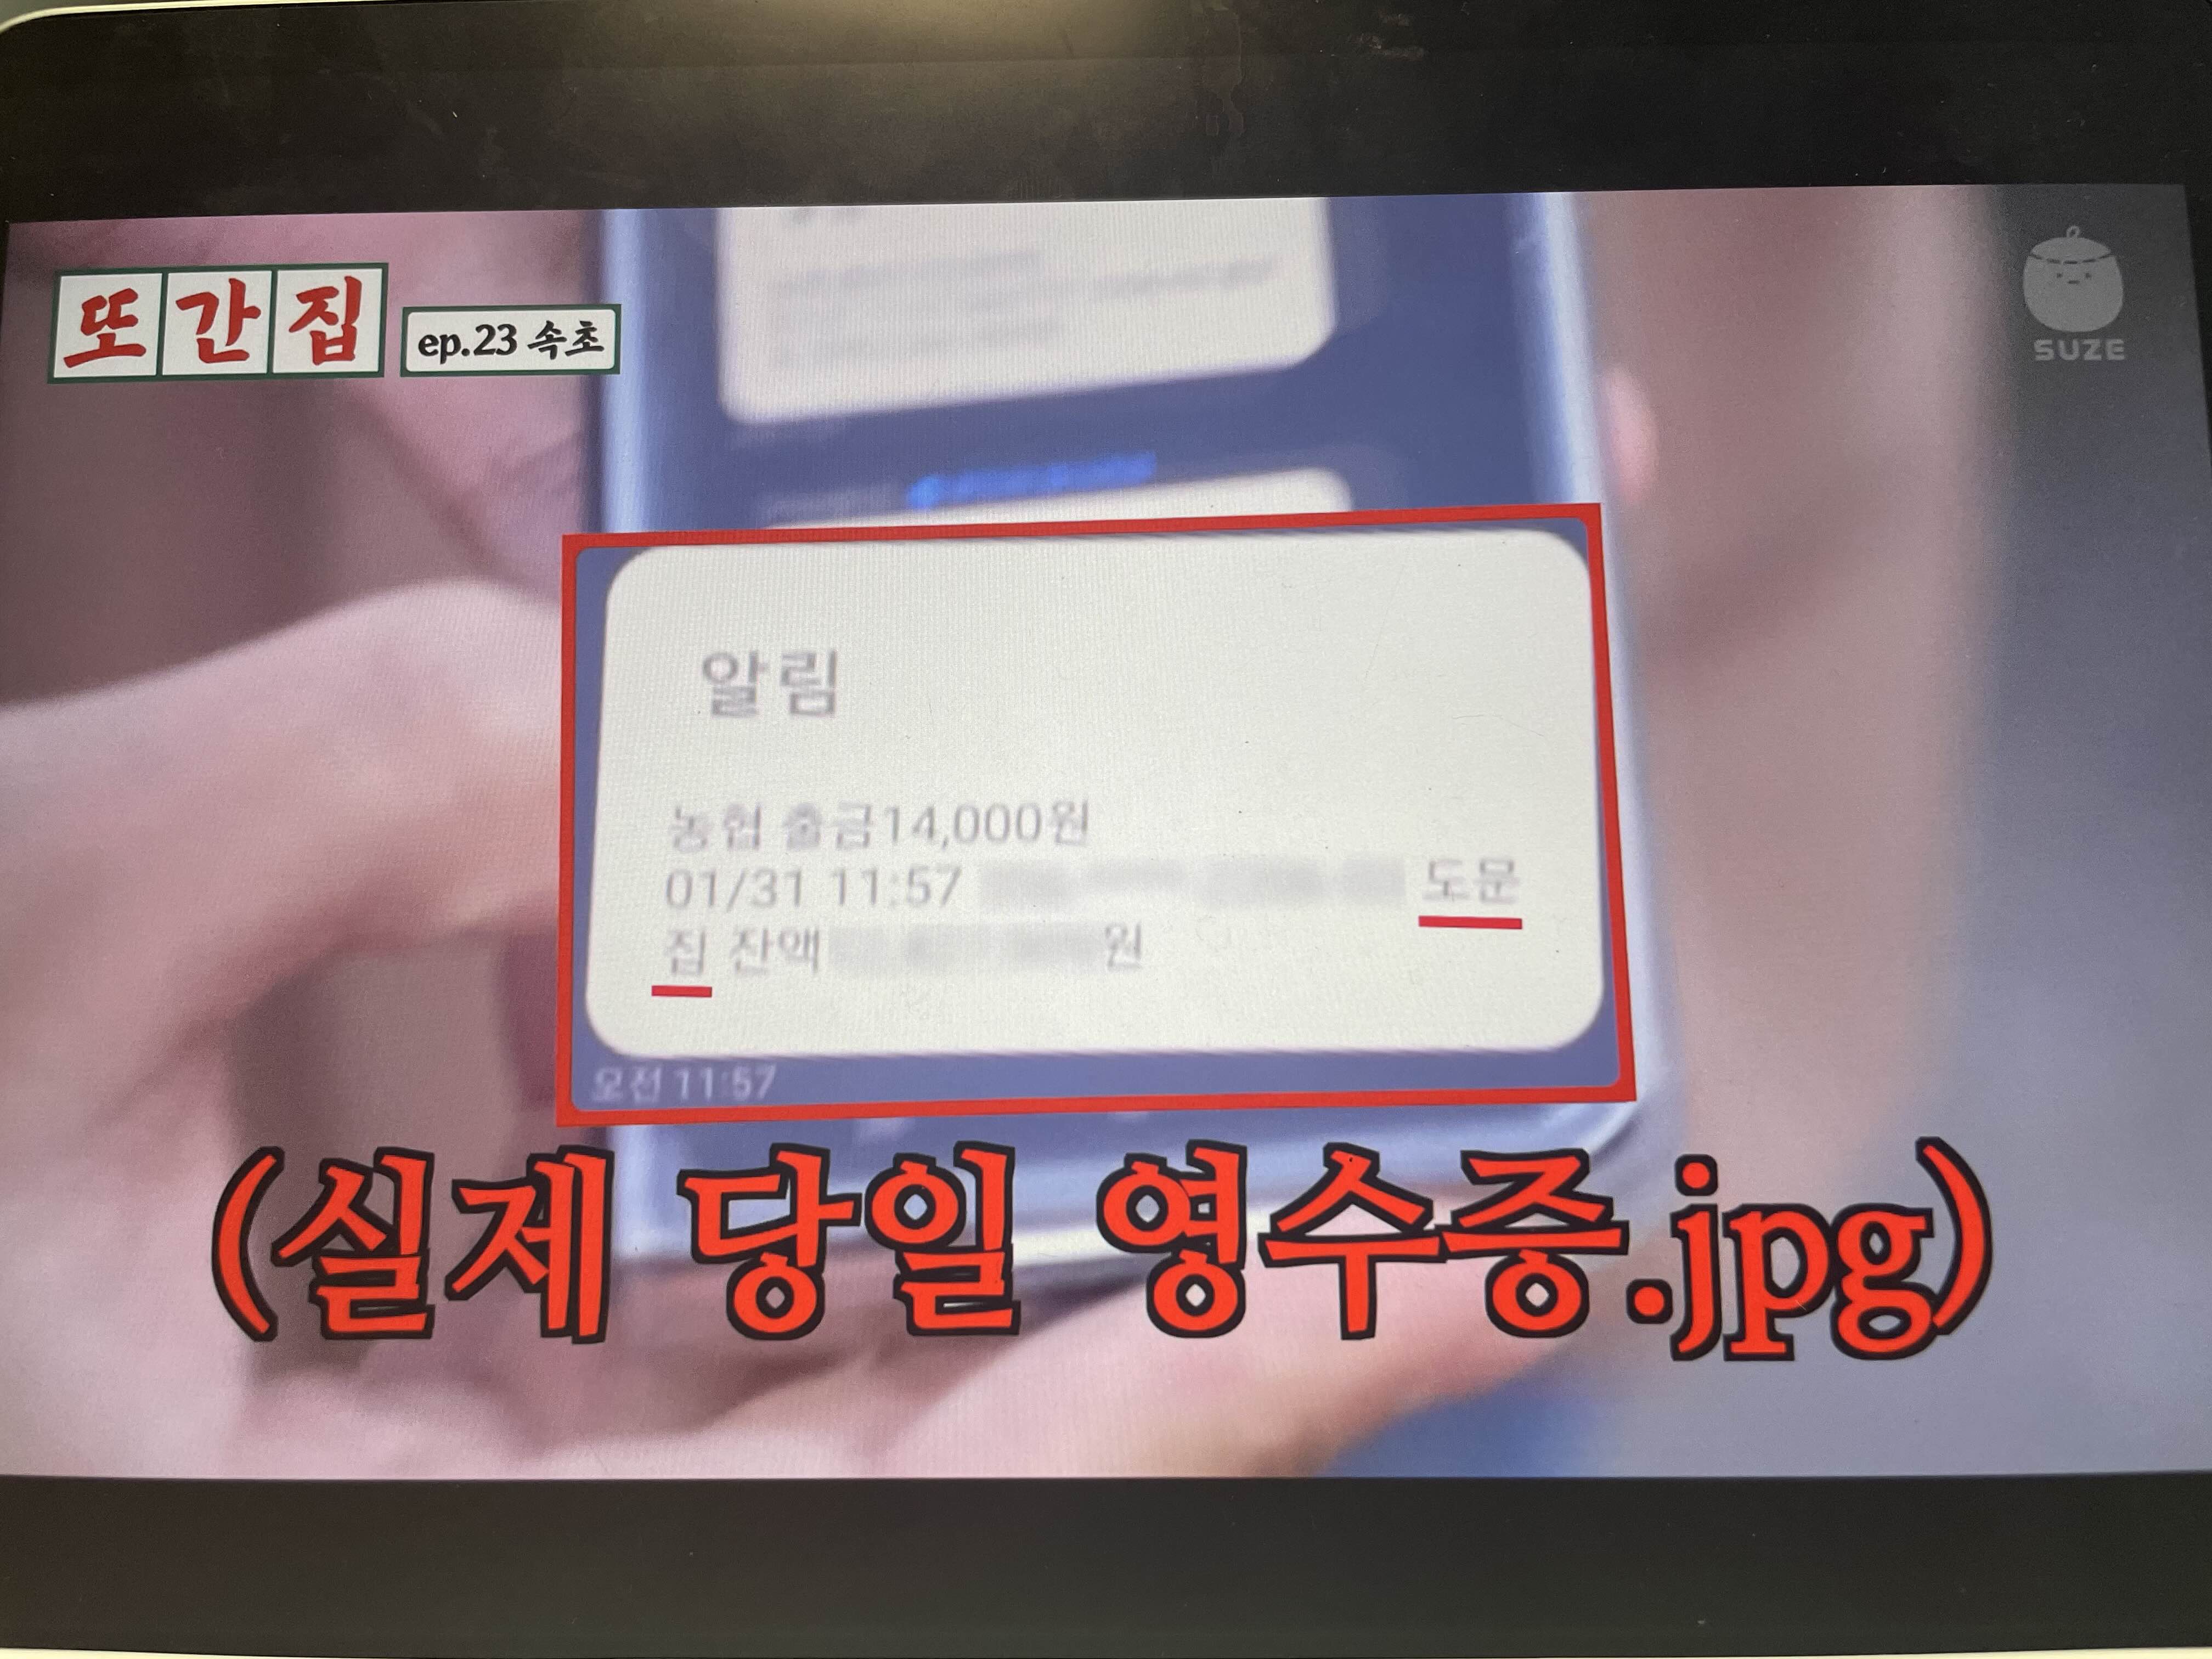 또간집
ep.23 속초
SUZE
알림
농협 출금14,000원
01/31 11:57 도문
집 잔액 원
오전 11:57
(실제 당일 영수증.jpg)